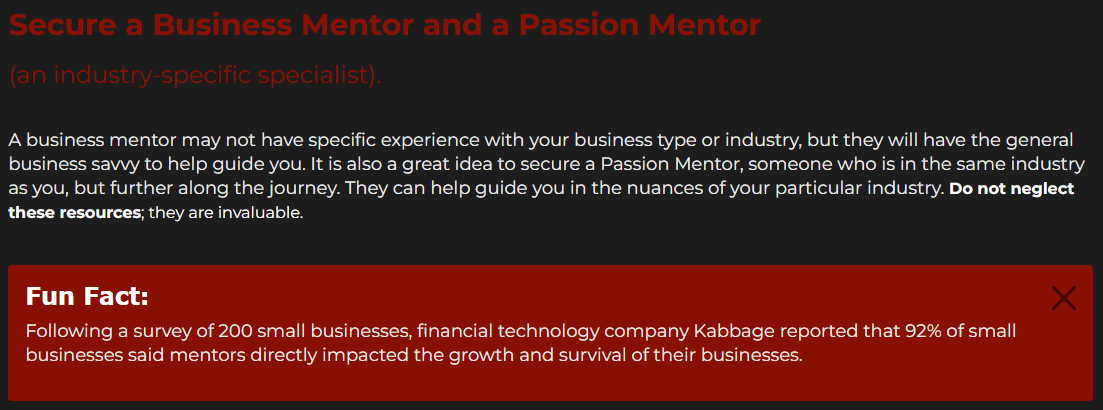 Secure a Business Mentor and a Passion Mentor
(an industry-specific specialist).
A business mentor may not have specific experience with your business type or industry, but they will have the general
business savvy to help guide you. It is also a great idea to secure a Passion Mentor, someone who is in the same industry
as you, but further along the journey. They can help guide you in the nuances of your particular industry. Do not neglect
these resources; they are invaluable.
Fun Fact:
Following a survey of 200 small businesses, financial technology company Kabbage reported that 92% of small
businesses said mentors directly impacted the growth and survival of their businesses.